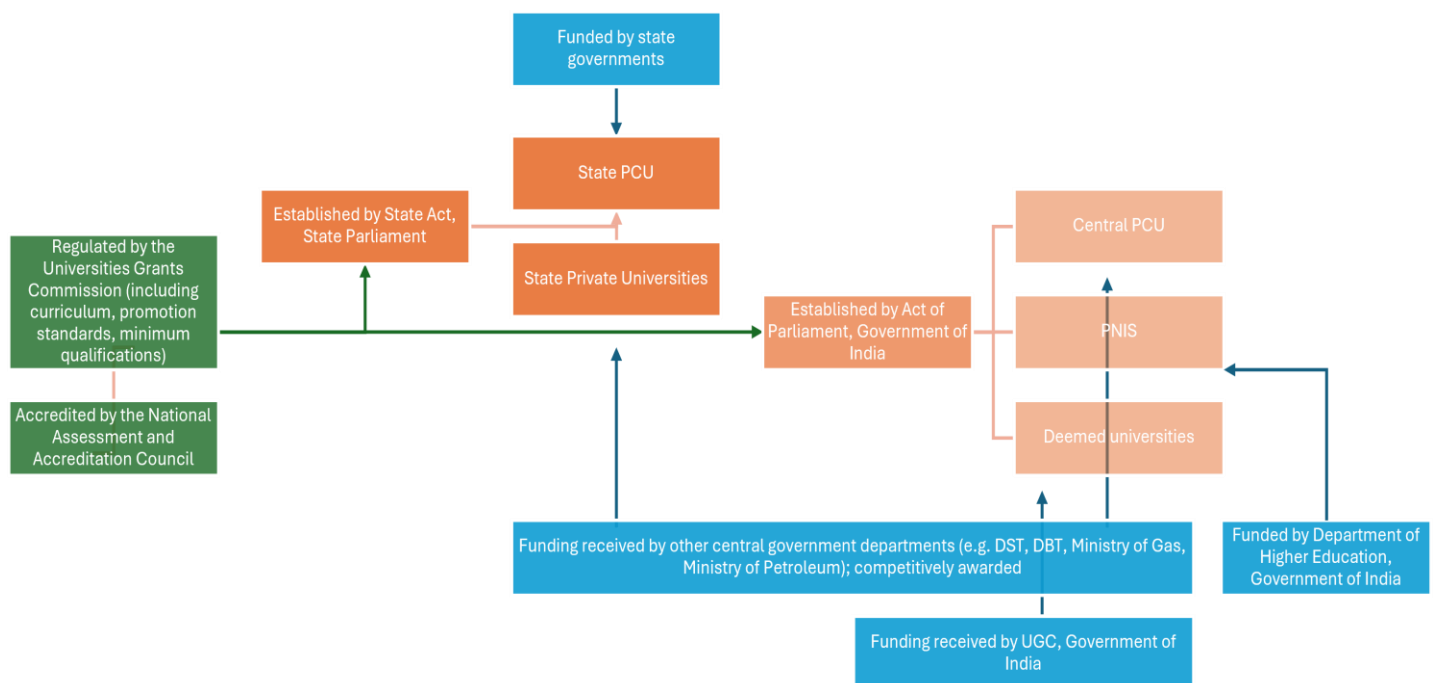 Funded by state
governments
State PCU
Established by State Act,
State Parliament
State Private Universities
Regulated by the
Universities Grants
Commission (including
curriculum, promotion
standards, minimum
qualifications)
Accredited by the National
Assessment and
Accreditation Council
Established by Act of
Parliament, Government of
India
Central PCU
PNIS
Deemed universities
Funding received by other central government departments (e.g. DST, DBT, Ministry of Gas,
Ministry of Petroleum); competitively awarded
Funded by Department of
Higher Education,
Government of India
Funding received by UGC, Government of
India